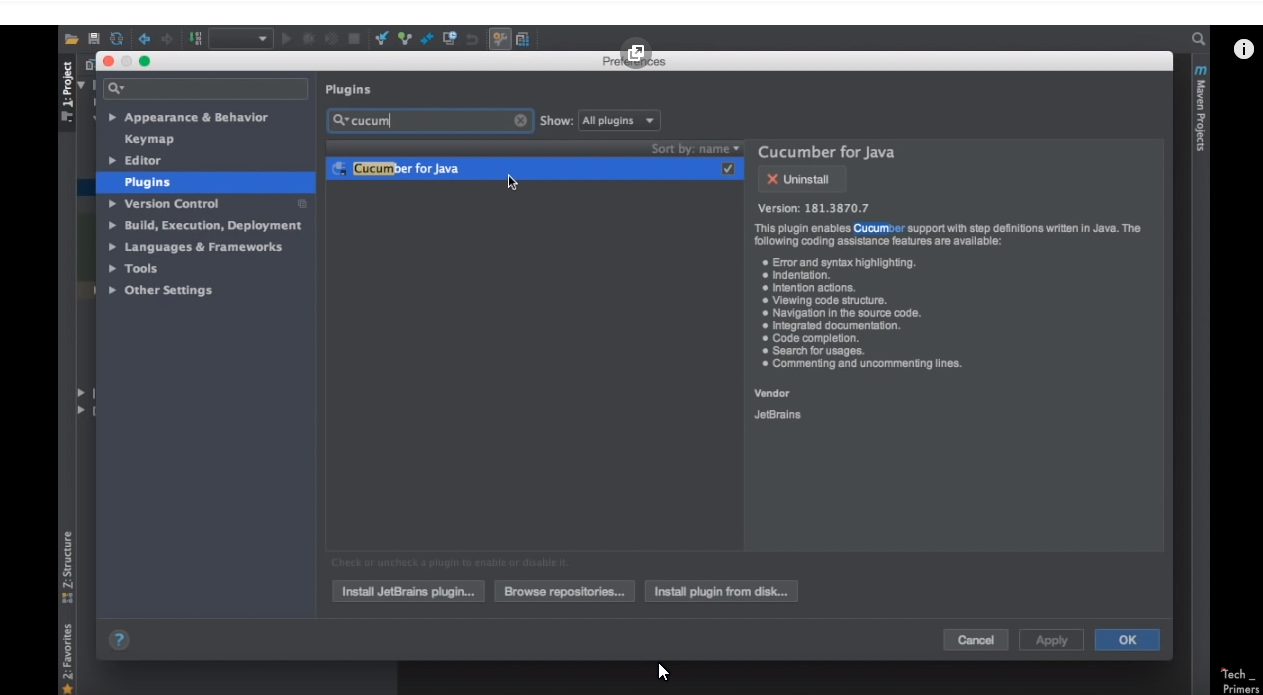 Preferences
1: Project
Plugins
cucum
Show: All plugins
Appearance & Behavior
Keymap
Editor
Plugins
Version Control
Build, Execution, Deployment
Languages & Frameworks
Tools
Other Settings
Sort by: name
Cucumber for Java
Cucumber for Java
Uninstall
Version: 181.3870.7
This plugin enables Cucumber support with step definitions written in Java. The
following coding assistance features are available:
• Error and syntax highlighting.
• Indentation.
• Intention actions.
• Viewing code structure.
• Navigation in the source code.
• Integrated documentation.
• Code completion.
• Search for usages.
• Commenting and uncommenting lines.
Vendor
JetBrains
Check or uncheck a plugin to enable or disable it.
Install JetBrains plugin...
Browse repositories...
Install plugin from disk...
?
Cancel
Apply
OK
Z: Structure
2: Favorites
m Maven Projects
i
Tech _
Primers